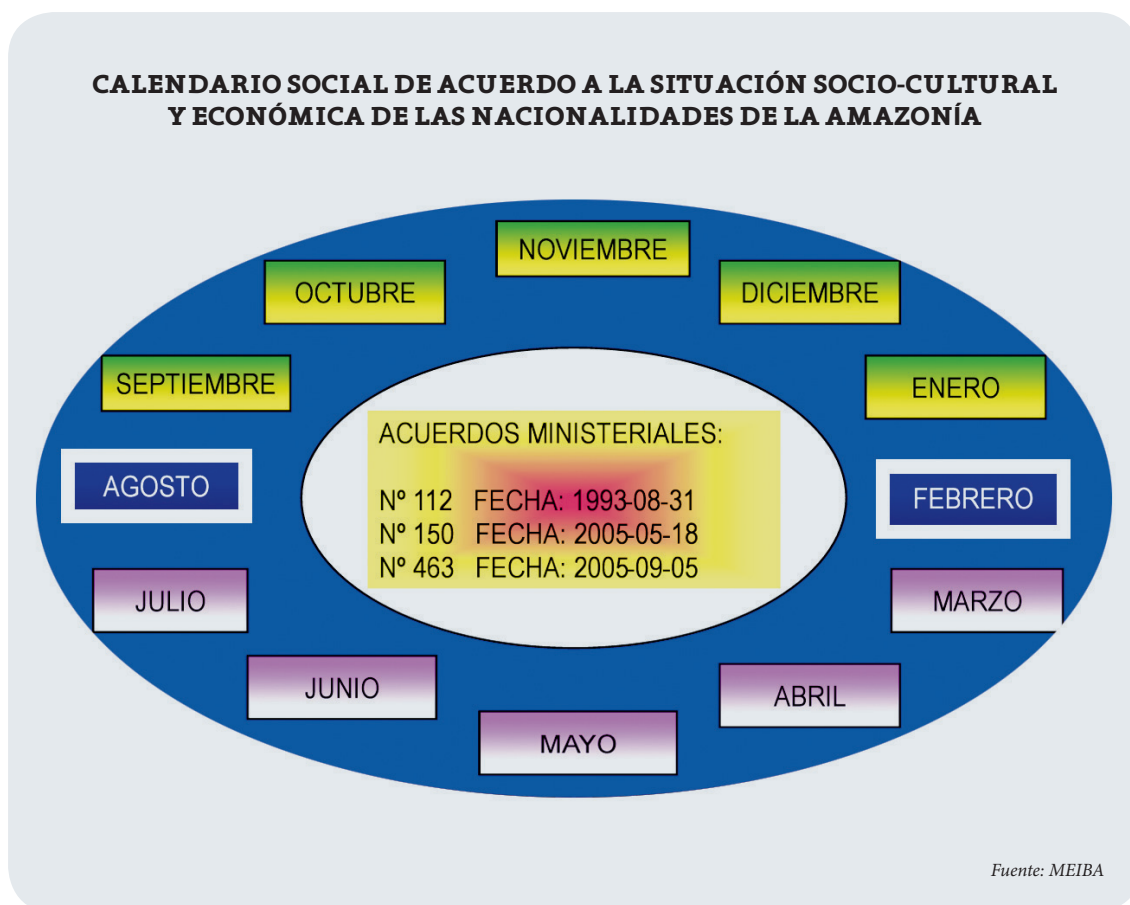 CALENDARIO SOCIAL DE ACUERDO A LA SITUACIÓN SOCIO-CULTURAL
Y ECONÓMICA DE LAS NACIONALIDADES DE LA AMAZONÍA
NOVIEMBRE
OCTUBRE
DICIEMBRE
SEPTIEMBRE
ENERO
ACUERDOS MINISTERIALES:
Nº 112 FECHA: 1993-08-31
Nº 150 FECHA: 2005-05-18
Nº 463 FECHA: 2005-09-05
AGOSTO
FEBRERO
JULIO
MARZO
JUNIO
ABRIL
MAYO
Fuente: MEIBA